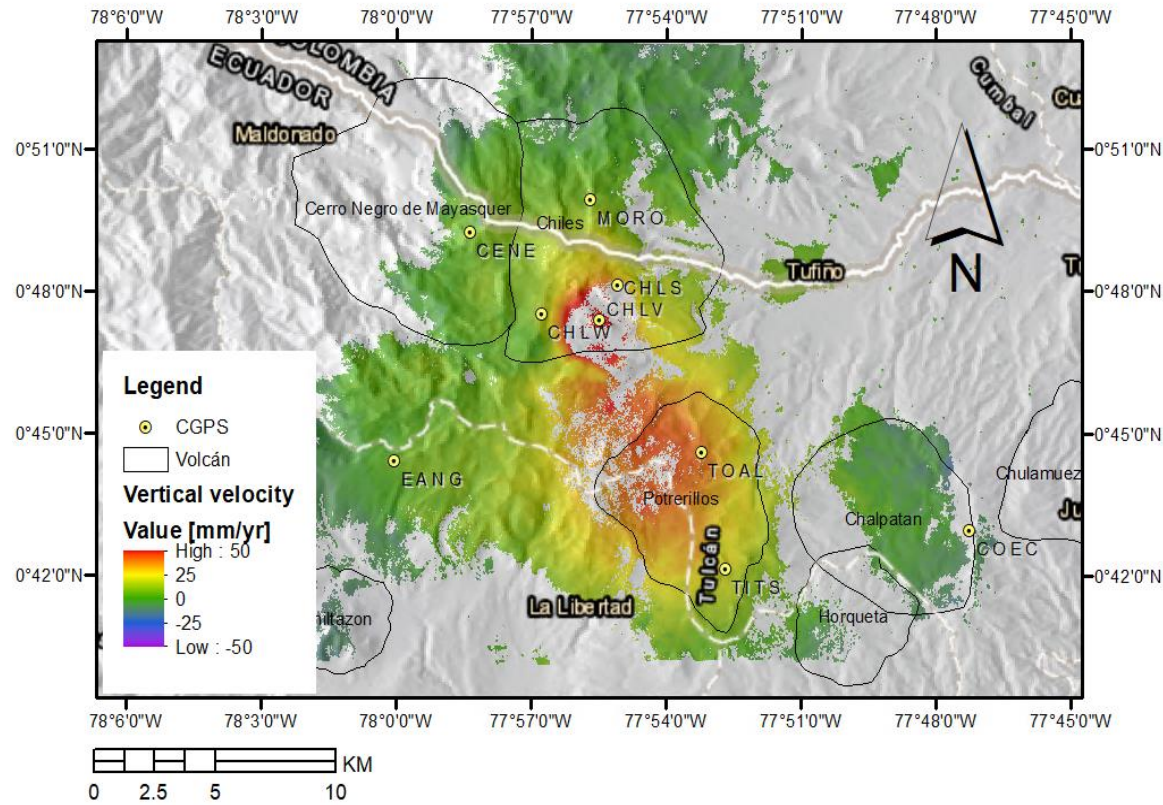 78°6'0"W 78°3'0"W 78°0'0"W 77°57'0"W 77°54'0"W 77°51'0"W 77°48'0"W 77°45'0"W
COLOMBIA
ECUADOR
Cumbal
Maldonado
0°51'0"N 0°51'0"N
Cerro Negro de Mayasquer
Chiles
MORO
CENE
N
Tufiño
0°48'0"N 0°48'0"N
CHLS
CHLV
CHLW
Legend
CGPS
Volcán
Vertical velocity
Value [mm/yr]
High : 50
25
0
-25
Low : -50
0°45'0"N 0°45'0"N
EANG
TOAL
Potrerillos
Chulamuez
Chalpatan
COEC
0°42'0"N 0°42'0"N
Tulcán
TITS
La Libertad
Horqueta
78°6'0"W 78°3'0"W 78°0'0"W 77°57'0"W 77°54'0"W 77°51'0"W 77°48'0"W 77°45'0"W
KM
0 2.5 5 10